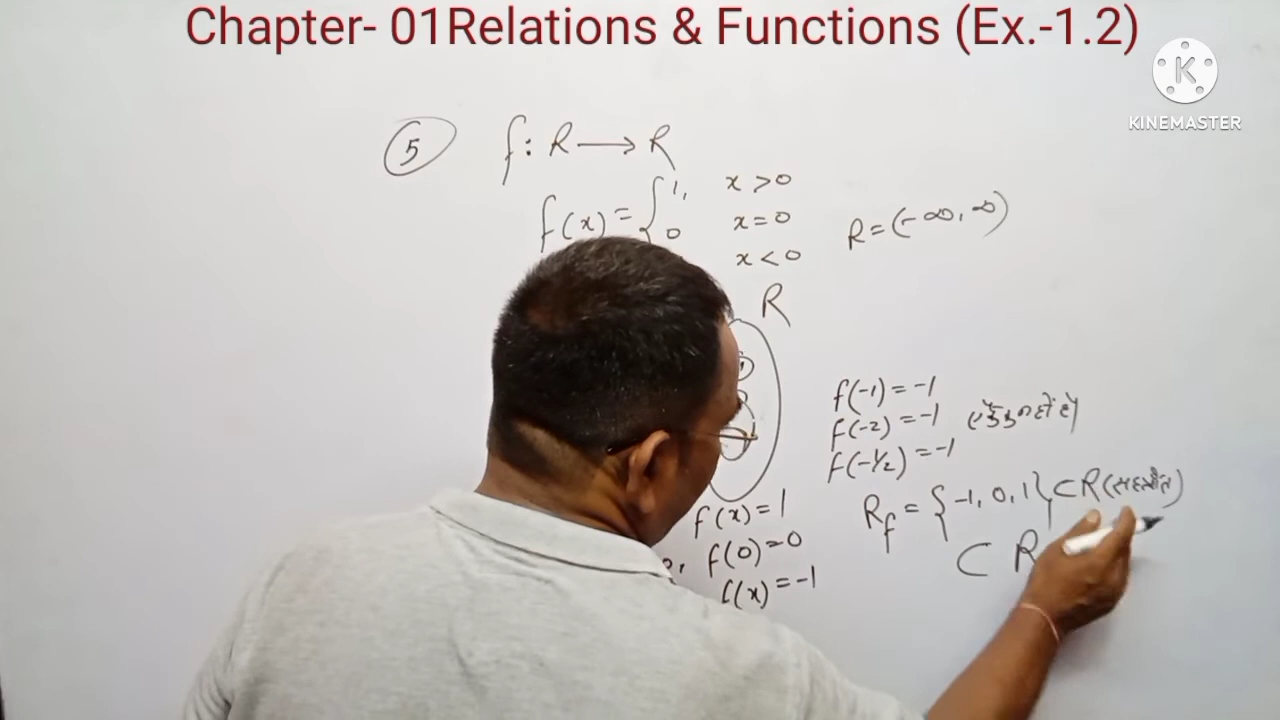 Chapter- 01Relations & Functions (Ex.-1.2)
KINEMASTER
5 f: R → R
f(x) = { 1, x > 0
0 x = 0
x < 0
R = (-∞, ∞)
R
f(-1) = -1
f(-2) = -1
f(-1/2) = -1
f(x) = 1
f(0) = 0
f(x) = -1
R_f = {-1, 0, 1} ⊂ R (सहप्रांत)
⊂ R